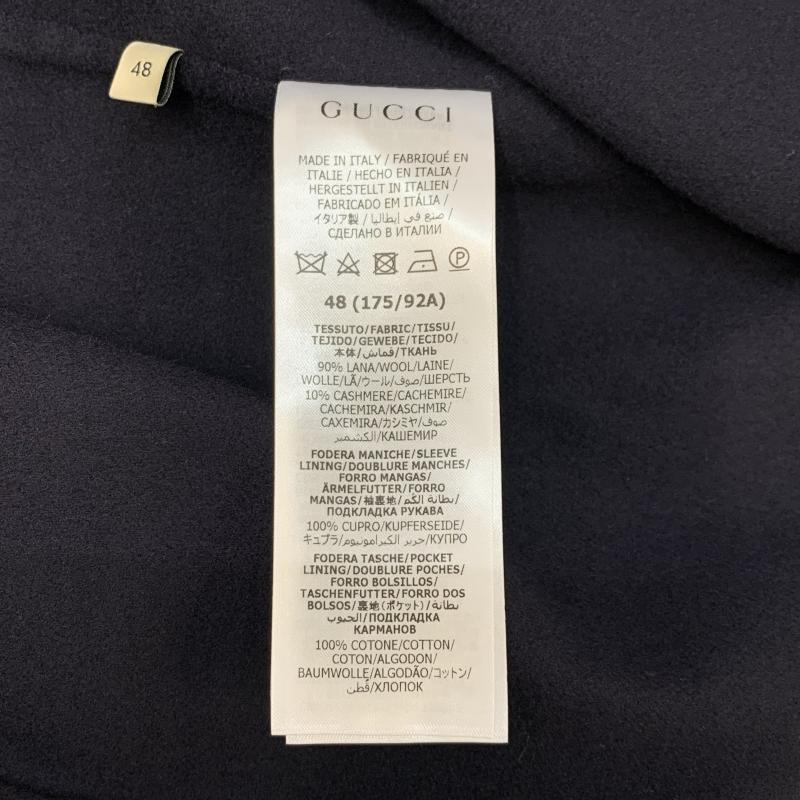 48
GUCCI
MADE IN ITALY / FABRIQUÉ EN
ITALIE / HECHO EN ITALIA /
HERGESTELLT IN ITALIEN /
FABRICADO EM ITÁLIA /
イタリア製 / صنع في إيطاليا /
СДЕЛАНО В ИТАЛИИ
48 (175/92A)
TESSUTO/FABRIC/TISSU/
TEJIDO/GEWEBE/TECIDO/
本体/قماش/ТКАНЬ
90% LANA/WOOL/LAINE/
WOLLE/LÃ/ウール/صوف/ШЕРСТЬ
10% CASHMERE/CACHEMIRE/
CACHEMIRA/KASCHMIR/
CAXEMIRA/カシミヤ/صوف
الكشمير/КАШЕМИР
FODERA MANICHE/SLEEVE
LINING/DOUBLURE MANCHES/
FORRO MANGAS/
ÄRMELFUTTER/FORRO
MANGAS/袖裏地/بطانة الكم/
ПОДКЛАДКА РУКАВА
100% CUPRO/KUPFERSEIDE/
キュプラ/حرير الكبرامونيوم/КУПРО
FODERA TASCHE/POCKET
LINING/DOUBLURE POCHES/
FORRO BOLSILLOS/
TASCHENFUTTER/FORRO DOS
BOLSOS/裏地(ポケット)/بطانة
الجيوب/ПОДКЛАДКА
КАРМАНОВ
100% COTONE/COTTON/
COTON/ALGODON/
BAUMWOLLE/ALGODÃO/コットン/
قطن/ХЛОПОК